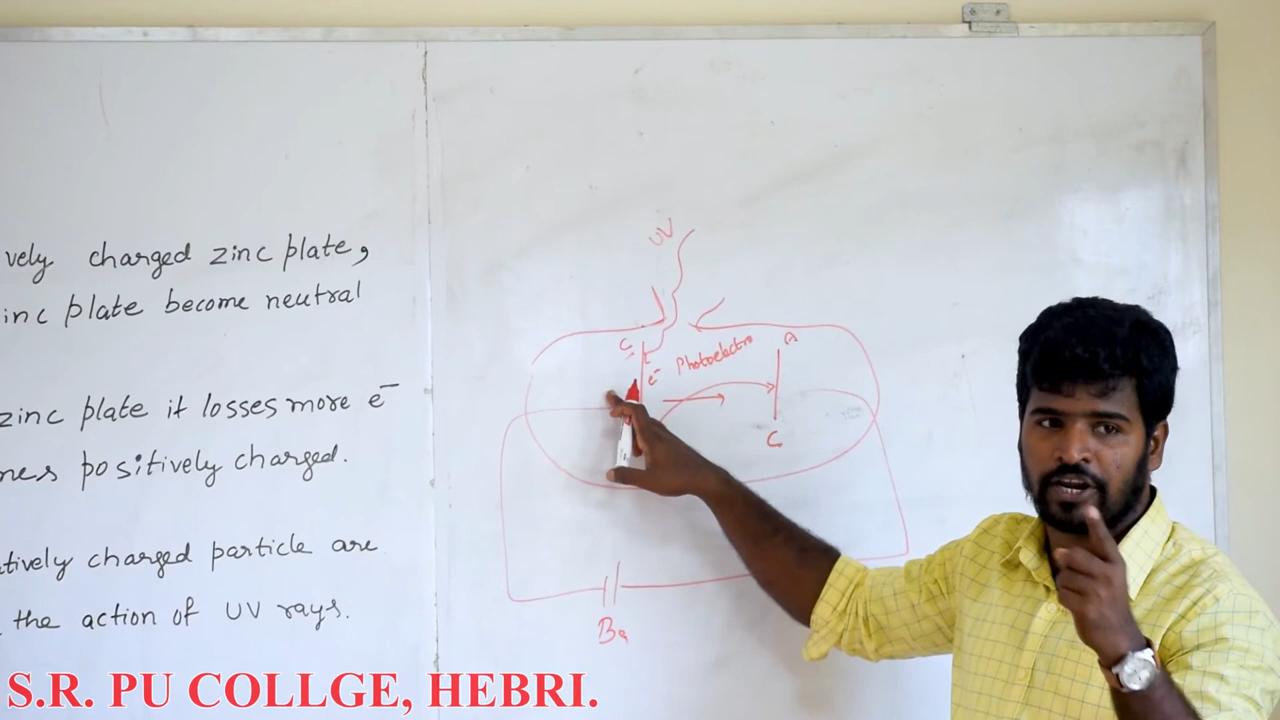 vely charged zinc plate,
inc plate become neutral
zinc plate it losses more e⁻
mes positively charged.
tively charged particle are
the action of UV rays.
UV
C
A
e⁻ Photoelectro
C
Ba
S.R. PU COLLGE, HEBRI.